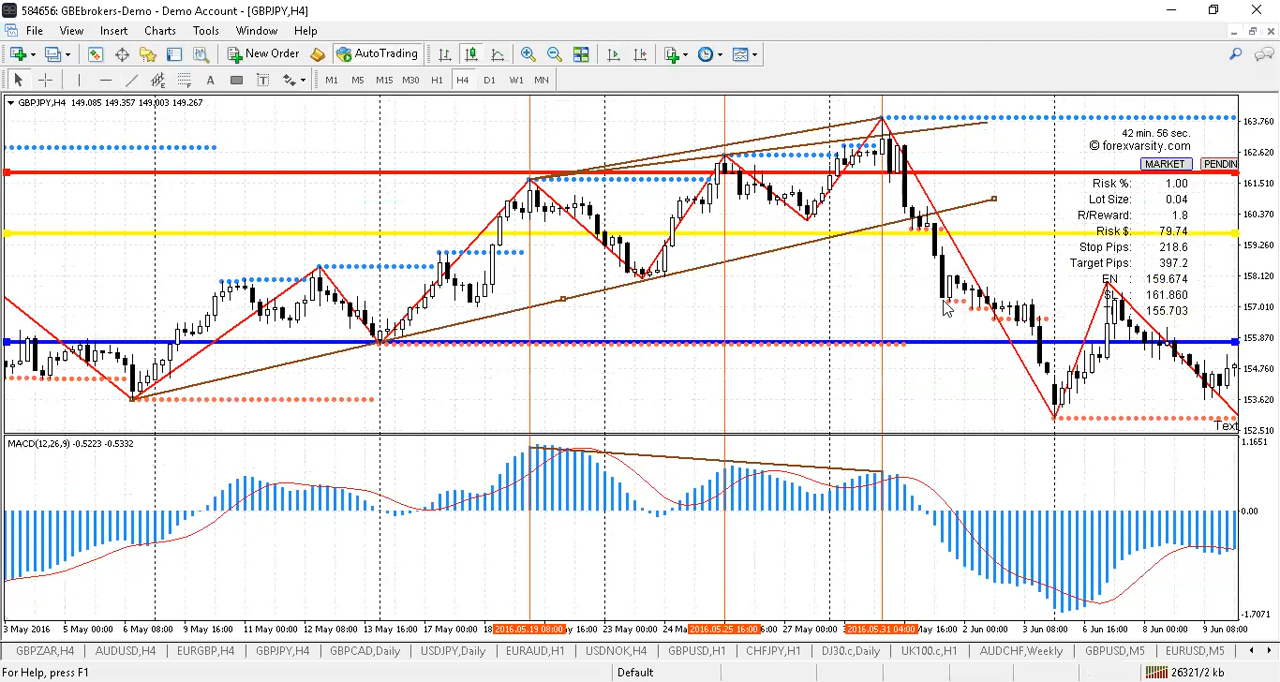 584656: GBEbrokers-Demo - Demo Account - [GBPJPY,H4]
File View Insert Charts Tools Window Help
New Order AutoTrading
A T M1 M5 M15 M30 H1 H4 D1 W1 MN
GBPJPY,H4 149.085 149.357 149.003 149.267
42 min. 56 sec.
© forexvarsity.com
MARKET PENDIN
Risk %: 1.00
Lot Size: 0.04
R/Reward: 1.8
Risk $: 79.74
Stop Pips: 218.6
Target Pips: 397.2
EN 159.674
161.860
155.703
Text
163.760
162.620
161.510
160.370
159.260
158.120
157.010
155.870
154.760
153.620
152.510
MACD(12,26,9) -0.5223 -0.5332
1.1651
0.00
-1.7071
3 May 2016 5 May 00:00 6 May 08:00 9 May 16:00 11 May 00:00 12 May 08:00 13 May 16:00 17 May 00:00 18 2016.05.19 08:00 ay 16:00 23 May 00:00 24 Ma 2016.05.25 16:00 6:00 27 May 00:00 2016.05.31 04:00 May 16:00 2 Jun 00:00 3 Jun 08:00 6 Jun 16:00 8 Jun 00:00 9 Jun 08:00
GBPZAR,H4 AUDUSD,H4 EURGBP,H4 GBPJPY,H4 GBPCAD,Daily USDJPY,Daily EURAUD,H1 USDNOK,H4 GBPUSD,H1 CHFJPY,H1 DJ30.c,Daily UK100.c,H1 AUDCHF,Weekly GBPUSD,M5 EURUSD,M5
For Help, press F1 Default 26321/2 kb